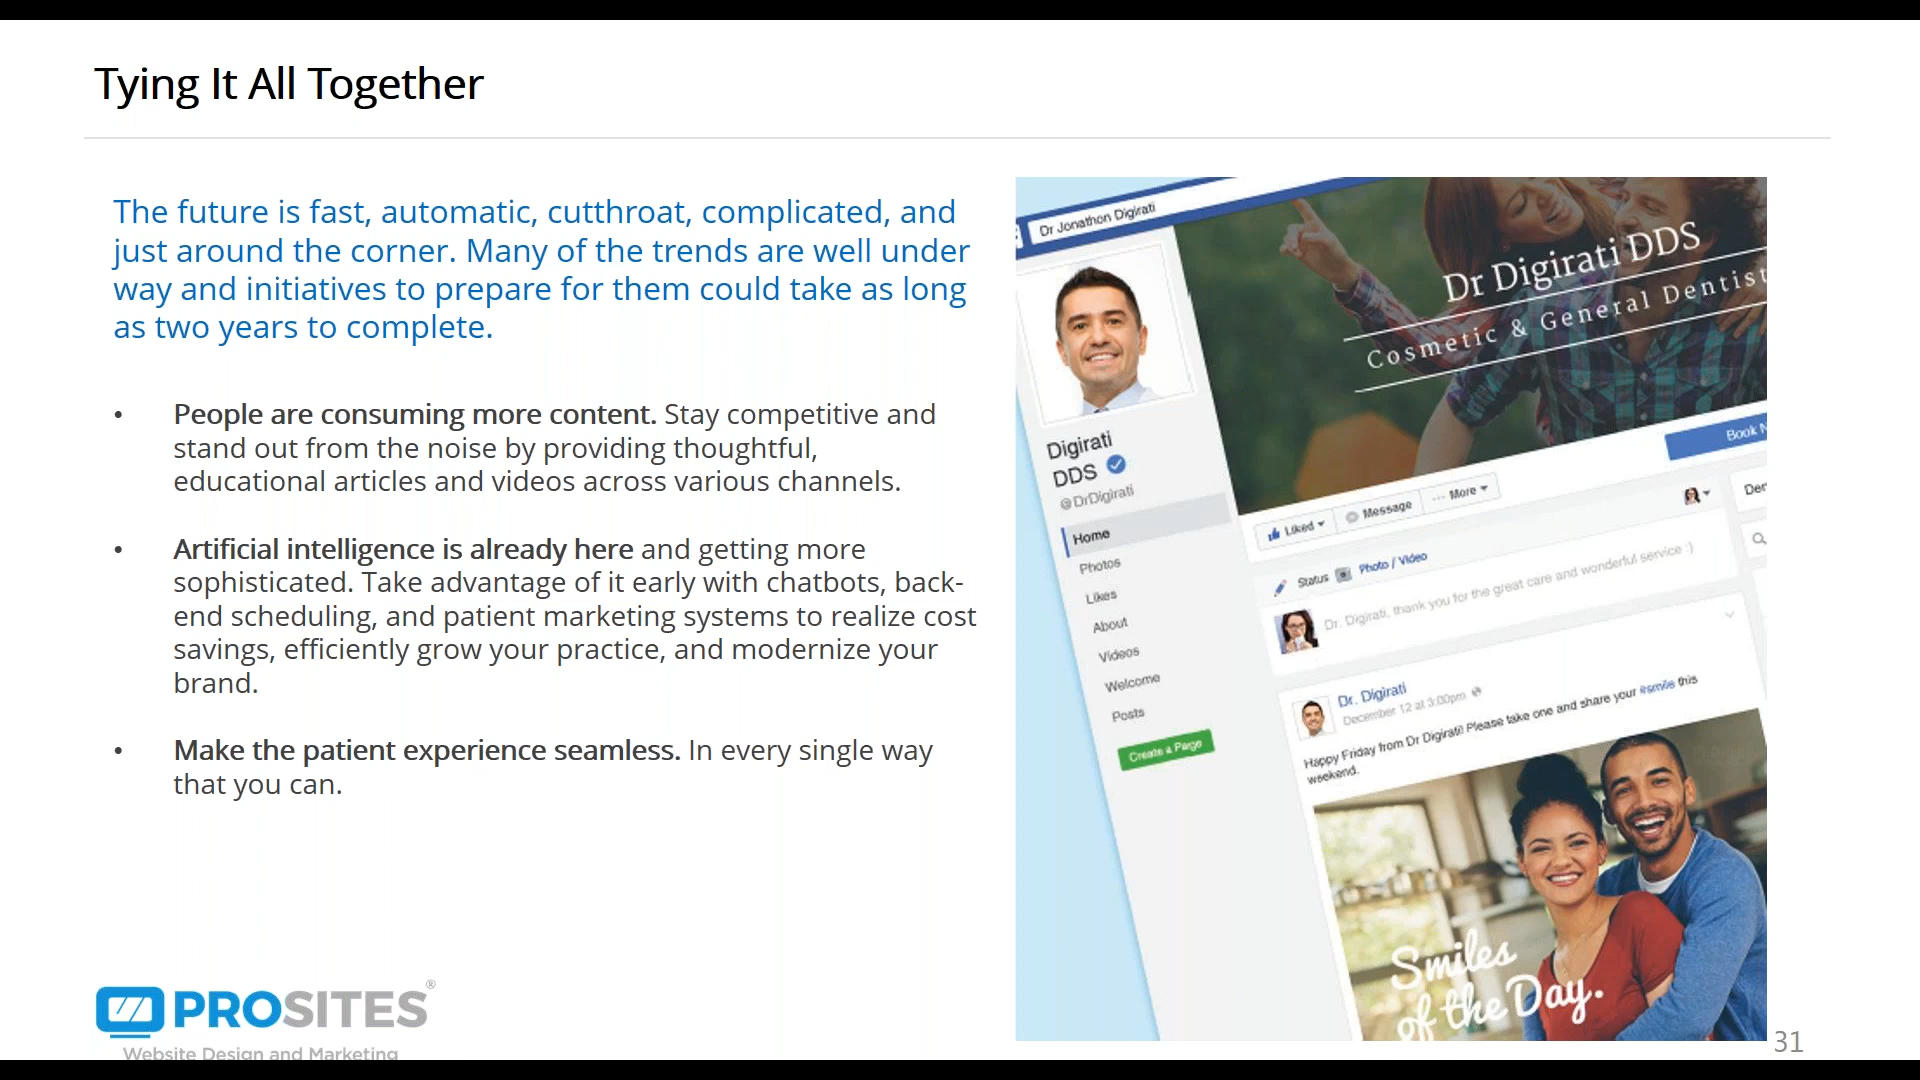 Tying It All Together
The future is fast, automatic, cutthroat, complicated, and
just around the corner. Many of the trends are well under
way and initiatives to prepare for them could take as long
as two years to complete.
• People are consuming more content. Stay competitive and
stand out from the noise by providing thoughtful,
educational articles and videos across various channels.
• Artificial intelligence is already here and getting more
sophisticated. Take advantage of it early with chatbots, back-
end scheduling, and patient marketing systems to realize cost
savings, efficiently grow your practice, and modernize your
brand.
• Make the patient experience seamless. In every single way
that you can.
PROSITES®
Website Design and Marketing
Dr Jonathon Digirati
Dr Digirati DDS
Cosmetic & General Dentist
Digirati
DDS
@DrDigirati
Home
Photos
Likes
About
Videos
Welcome
Posts
Create a Page
Book
Liked
Message
··· More
Status
Photo / Video
Dr. Digirati, thank you for the great care and wonderful service :)
Dr. Digirati
December 12 at 3:00pm
Happy Friday from Dr Digirati! Please take one and share your #smile this
weekend.
Smiles
of the Day.
31